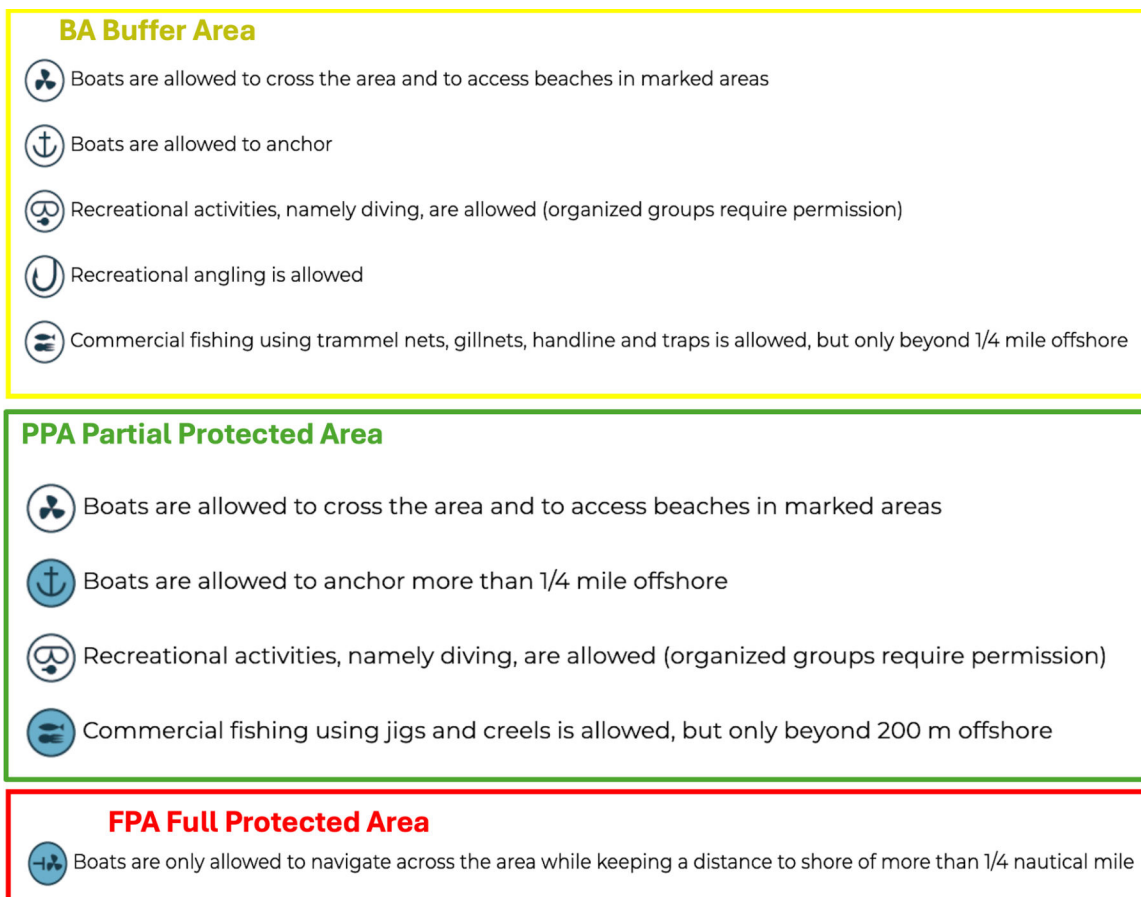 BA Buffer Area
Boats are allowed to cross the area and to access beaches in marked areas
Boats are allowed to anchor
Recreational activities, namely diving, are allowed (organized groups require permission)
Recreational angling is allowed
Commercial fishing using trammel nets, gillnets, handline and traps is allowed, but only beyond 1/4 mile offshore
PPA Partial Protected Area
Boats are allowed to cross the area and to access beaches in marked areas
Boats are allowed to anchor more than 1/4 mile offshore
Recreational activities, namely diving, are allowed (organized groups require permission)
Commercial fishing using jigs and creels is allowed, but only beyond 200 m offshore
FPA Full Protected Area
Boats are only allowed to navigate across the area while keeping a distance to shore of more than 1/4 nautical mile